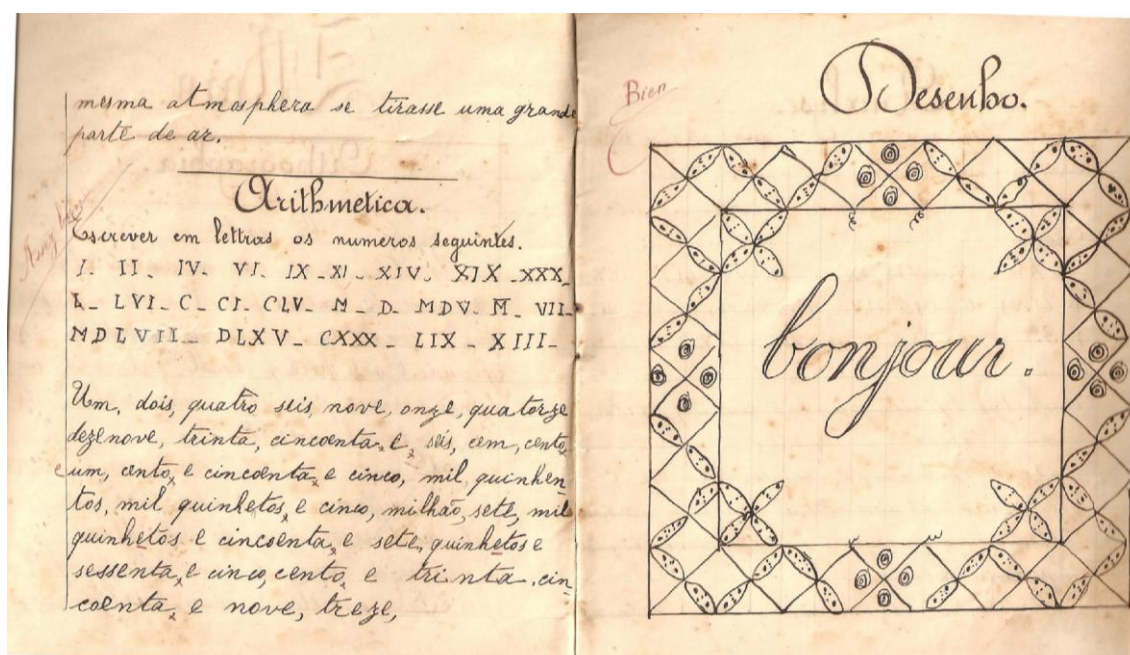 mesma atmosphera se tirasse uma grande
parte de ar.
Arithmetica.
Escrever em lettras os numeros seguintes.
I- II- IV- VI- IX-XI- XIV- XIX-XXX-
L- LVI-C-CI- CLV- M- D- MDV- M̅- VII-
MDLVII- DLXV- CXXX- LIX- XIII-
Um, dois, quatro seis, nove, onze, quatorze
dezenove, trinta, cincoenta e seis, cem, cento
e um, cento e cincoenta e cinco, mil quinhen
tos, mil quinhetos e cinco, milhão, sete, mil
quinhetos e cincoenta e sete, quinhetos e
sessenta e cinco, cento e trinta, cin
coenta e nove, treze,
Bien
Desenho.
bonjour.